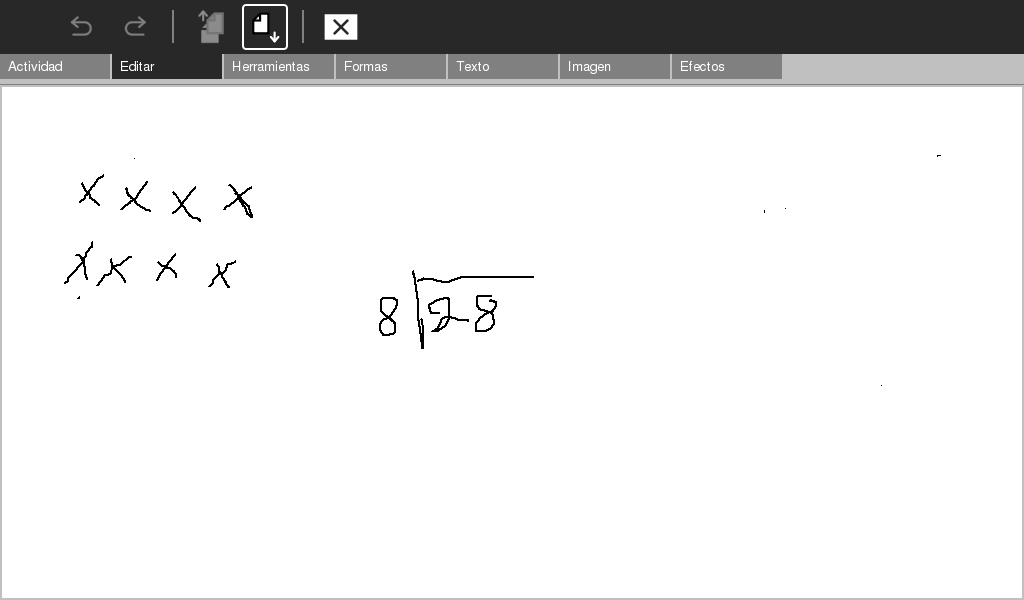 Actividad Editar Herramientas Formas Texto Imagen Efectos
x x x x
x x x x
8 28